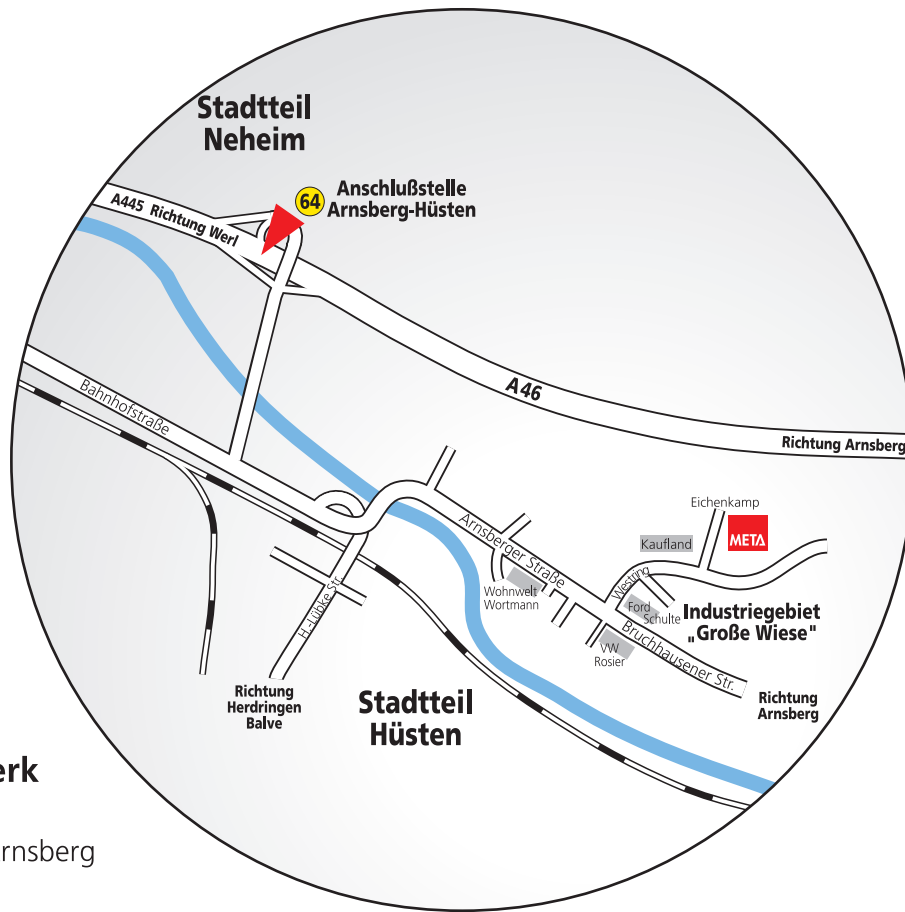 Stadtteil
Neheim
64
Anschlußstelle
Arnsberg-Hüsten
A445 Richtung Werl
A46
Richtung Arnsberg
Bahnhofstraße
Eichenkamp
META
Kaufland
Arnsberger Straße
Westring
Wohnwelt
Wortmann
Ford
Schulte
Industriegebiet
"Große Wiese"
H.-Lübke Str.
VW
Rosier
Bruchhausener Str.
Richtung
Herdringen
Balve
Stadtteil
Hüsten
Richtung
Arnsberg
erk
rnsberg